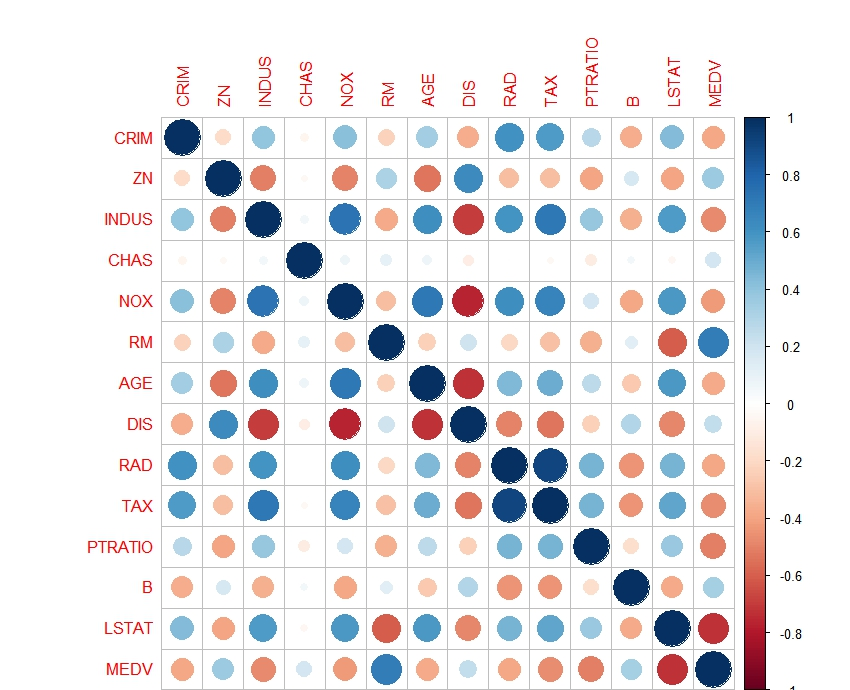 CRIM ZN INDUS CHAS NOX RM AGE DIS RAD TAX PTRATIO B LSTAT MEDV
CRIM
ZN
INDUS
CHAS
NOX
RM
AGE
DIS
RAD
TAX
PTRATIO
B
LSTAT
MEDV
1
0.8
0.6
0.4
0.2
0
-0.2
-0.4
-0.6
-0.8
-1